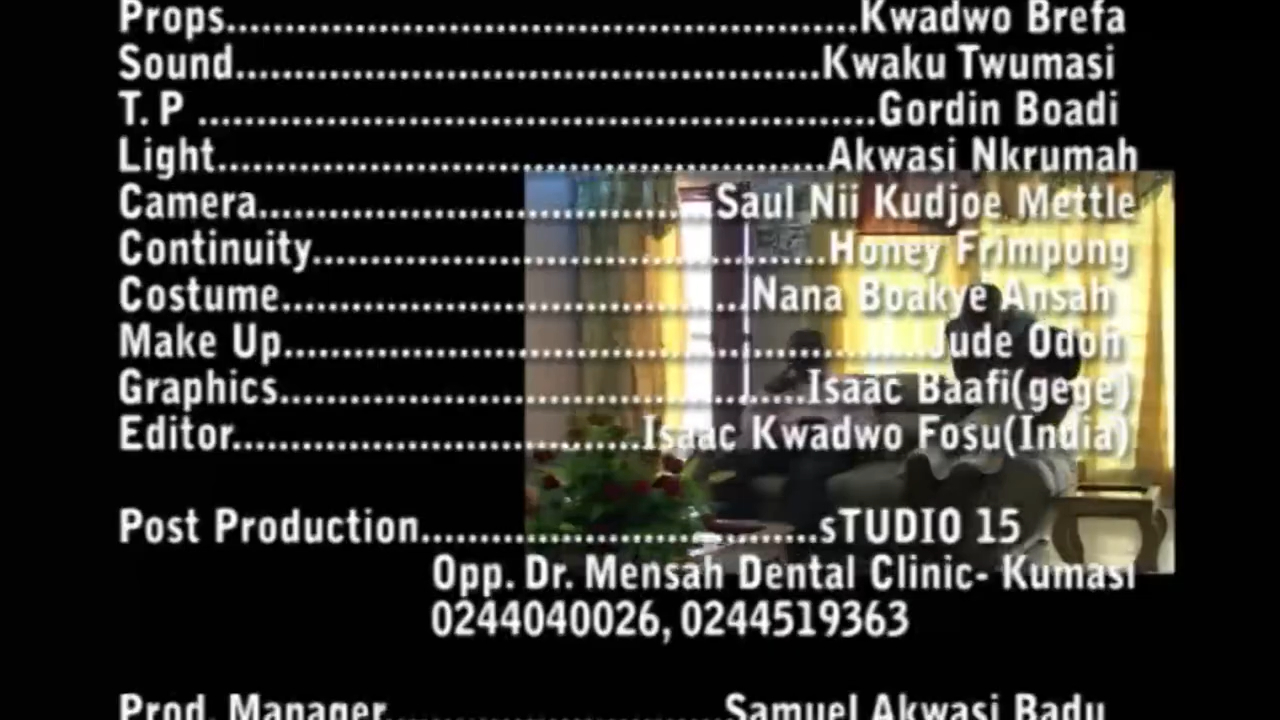 Props............................................Kwadwo Brefa
Sound.........................................Kwaku Twumasi
T. P ...............................................Gordin Boadi
Light..........................................Akwasi Nkrumah
Camera.............................Saul Nii Kudjoe Mettle
Continuity...................................Honey Frimpong
Costume................................Nana Boakye Ansah
Make Up.............................................Jude Odoh
Graphics....................................Isaac Baafi(gege)
Editor............................Isaac Kwadwo Fosu(India)
Post Production............................sTUDIO 15
Opp. Dr. Mensah Dental Clinic- Kumasi
0244040026, 0244519363
Prod. Manager........................Samuel Akwasi Badu